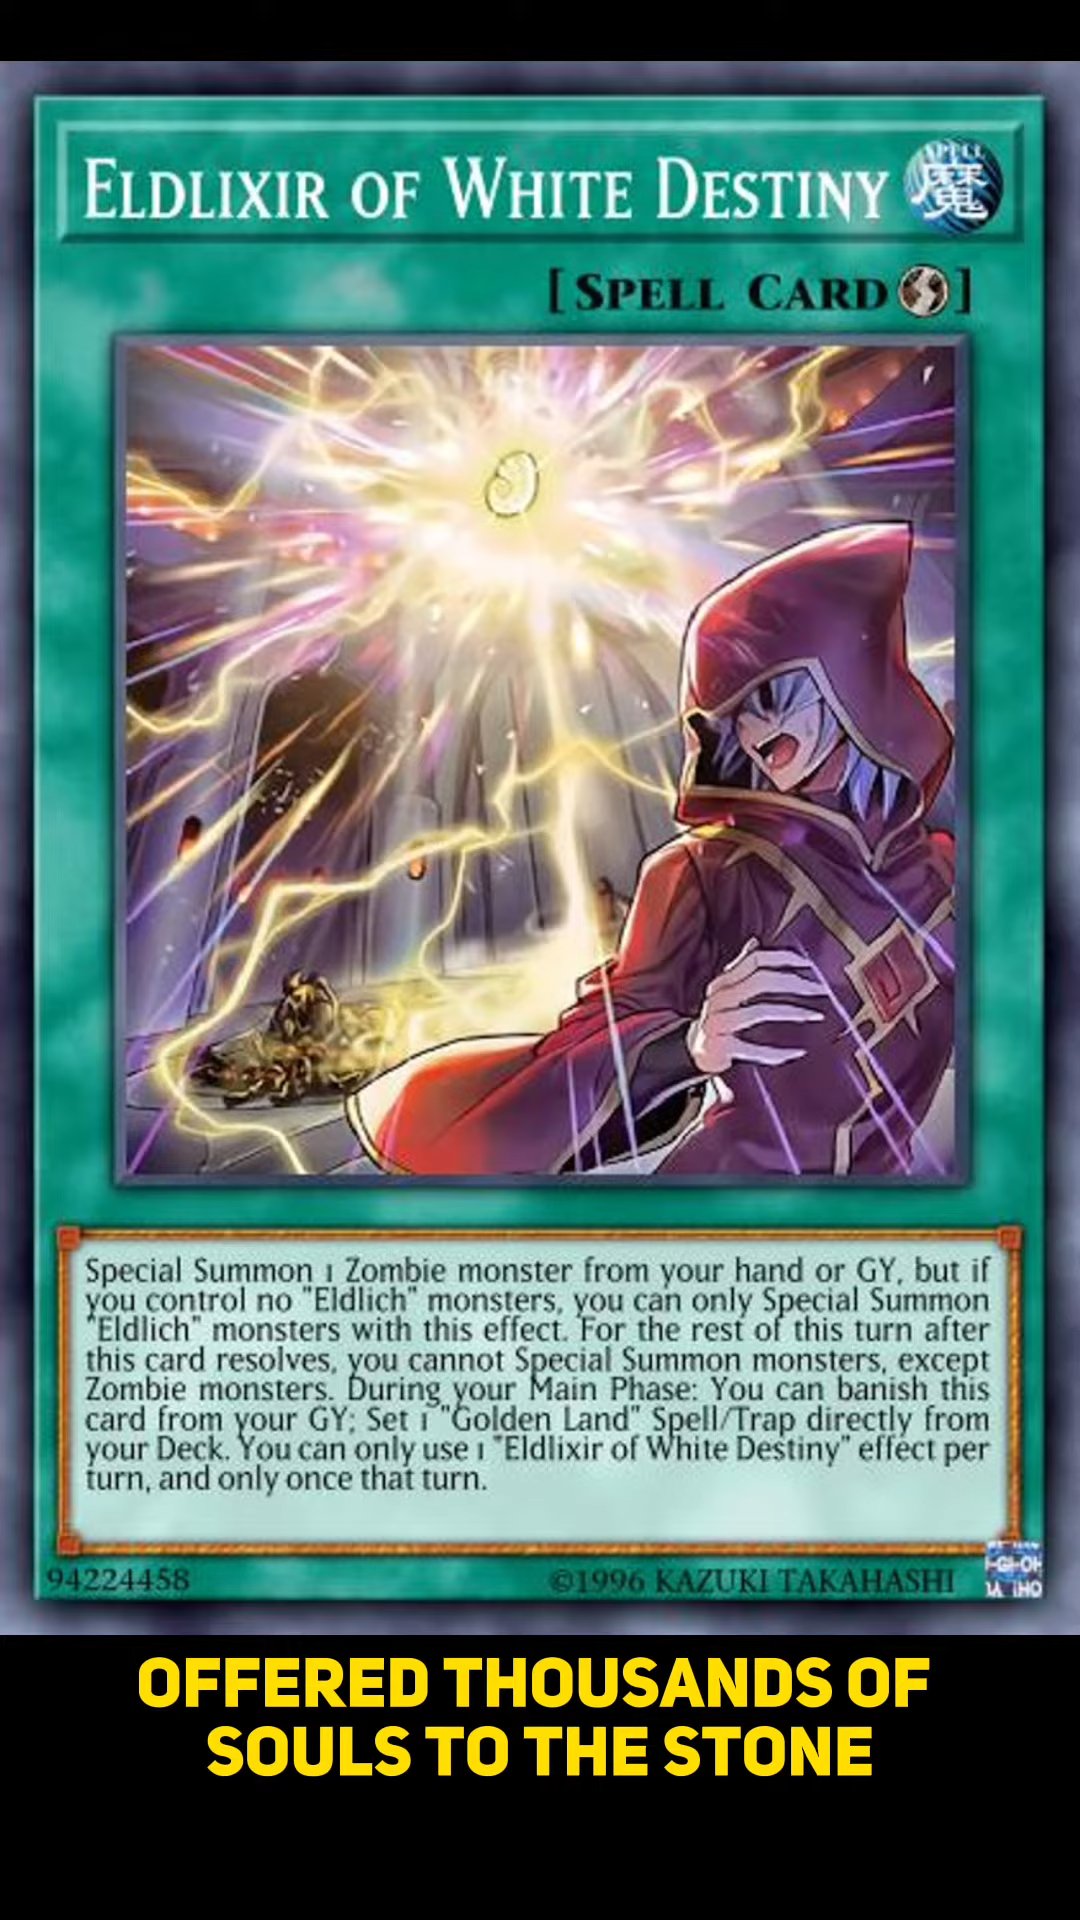 ELDLIXIR OF WHITE DESTINY
SPELL
魔
[SPELL CARD]
Special Summon 1 Zombie monster from your hand or GY, but if
you control no "Eldlich" monsters, you can only Special Summon
"Eldlich" monsters with this effect. For the rest of this turn after
this card resolves, you cannot Special Summon monsters, except
Zombie monsters. During your Main Phase: You can banish this
card from your GY; Set 1 "Golden Land" Spell/Trap directly from
your Deck. You can only use 1 "Eldlixir of White Destiny" effect per
turn, and only once that turn.
94224458
©1996 KAZUKI TAKAHASHI
OFFERED THOUSANDS OF
SOULS TO THE STONE